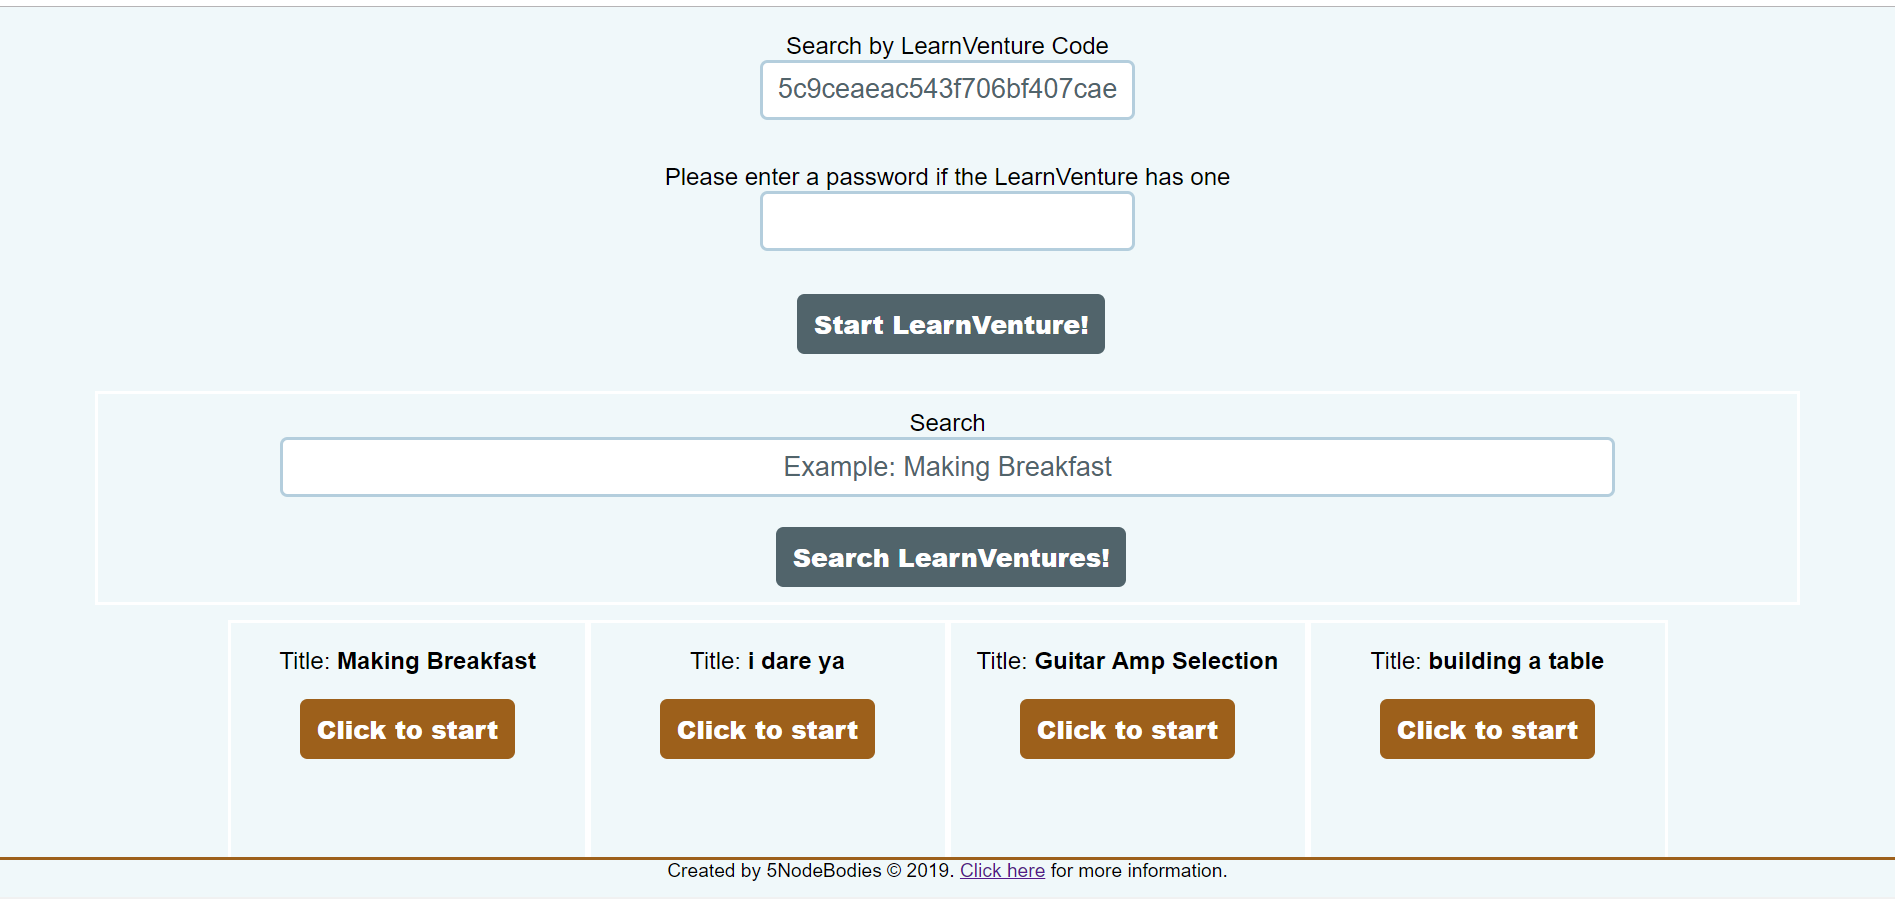 Search by LearnVenture Code
5c9ceaeac543f706bf407cae
Please enter a password if the LearnVenture has one
Start LearnVenture!
Search
Example: Making Breakfast
Search LearnVentures!
Title: Making Breakfast
Click to start
Title: i dare ya
Click to start
Title: Guitar Amp Selection
Click to start
Title: building a table
Click to start
Created by 5NodeBodies © 2019. Click here for more information.